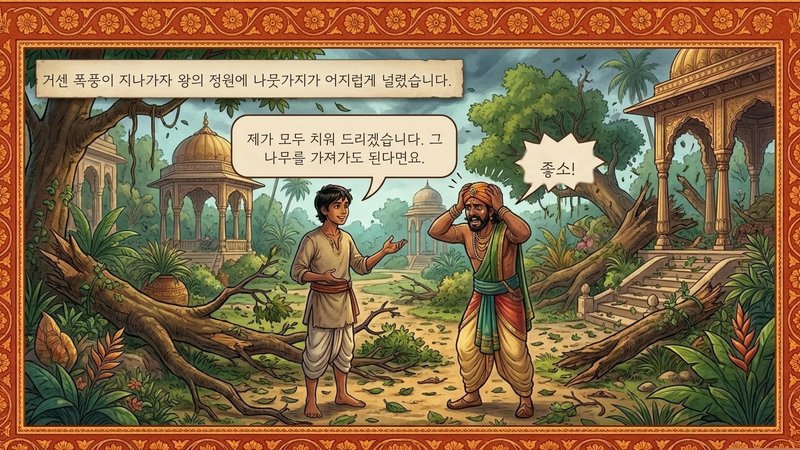 거센 폭풍이 지나가자 왕의 정원에 나뭇가지가 어지럽게 널렸습니다.
제가 모두 치워 드리겠습니다. 그
나무를 가져가도 된다면요.
좋소!